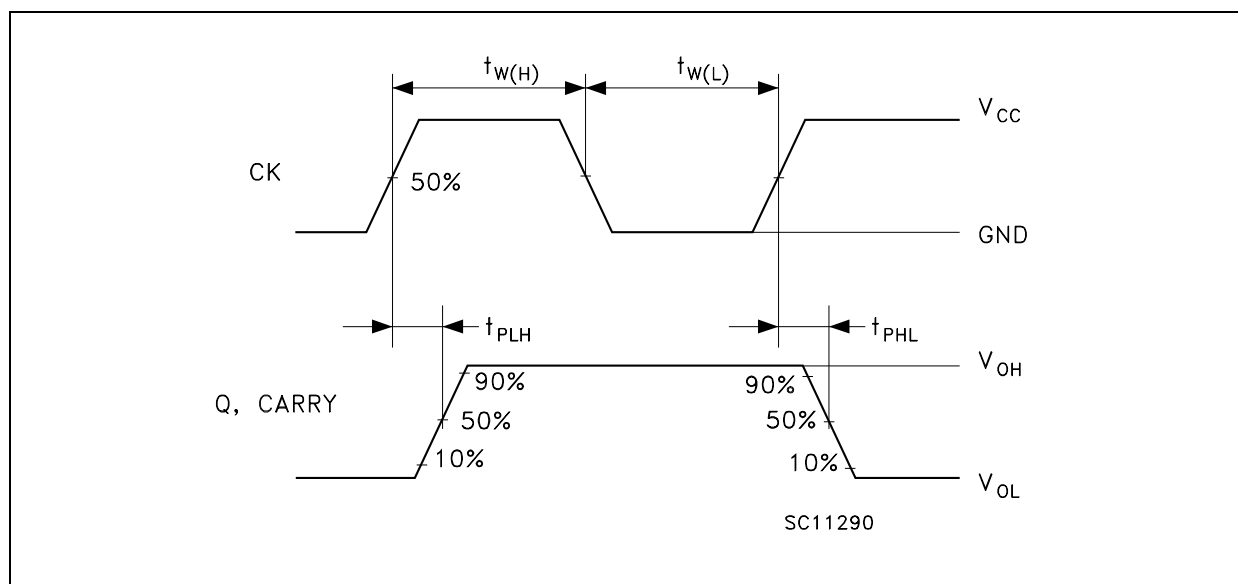 tW(H) tW(L)
VCC
CK
50%
GND
tPLH tPHL
VOH
90% 90%
Q, CARRY
50% 50%
10% 10%
VOL
SC11290